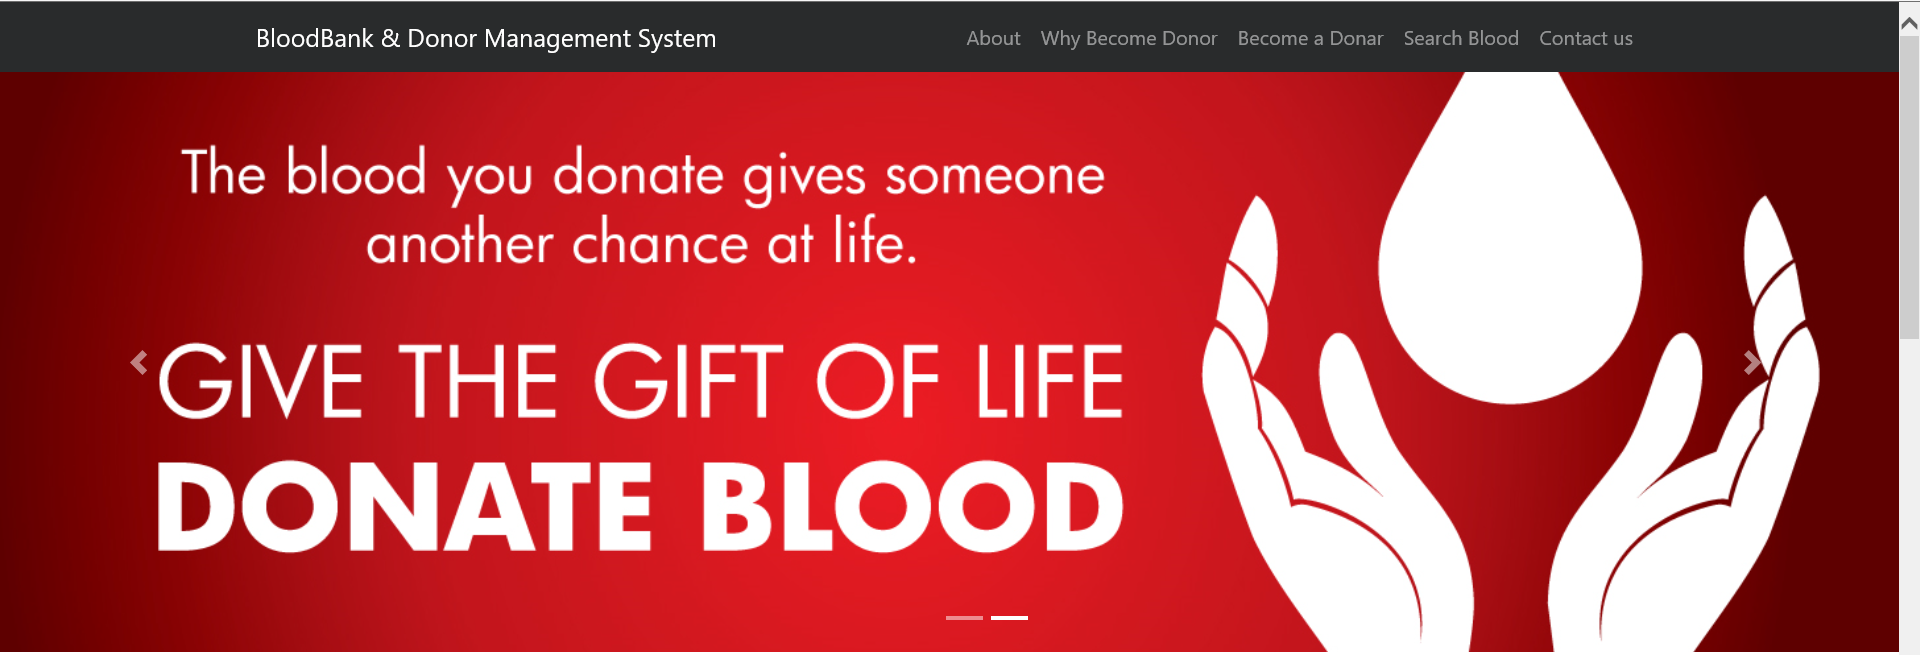 BloodBank & Donor Management System
About Why Become Donor Become a Donar Search Blood Contact us
The blood you donate gives someone
another chance at life.
GIVE THE GIFT OF LIFE
DONATE BLOOD